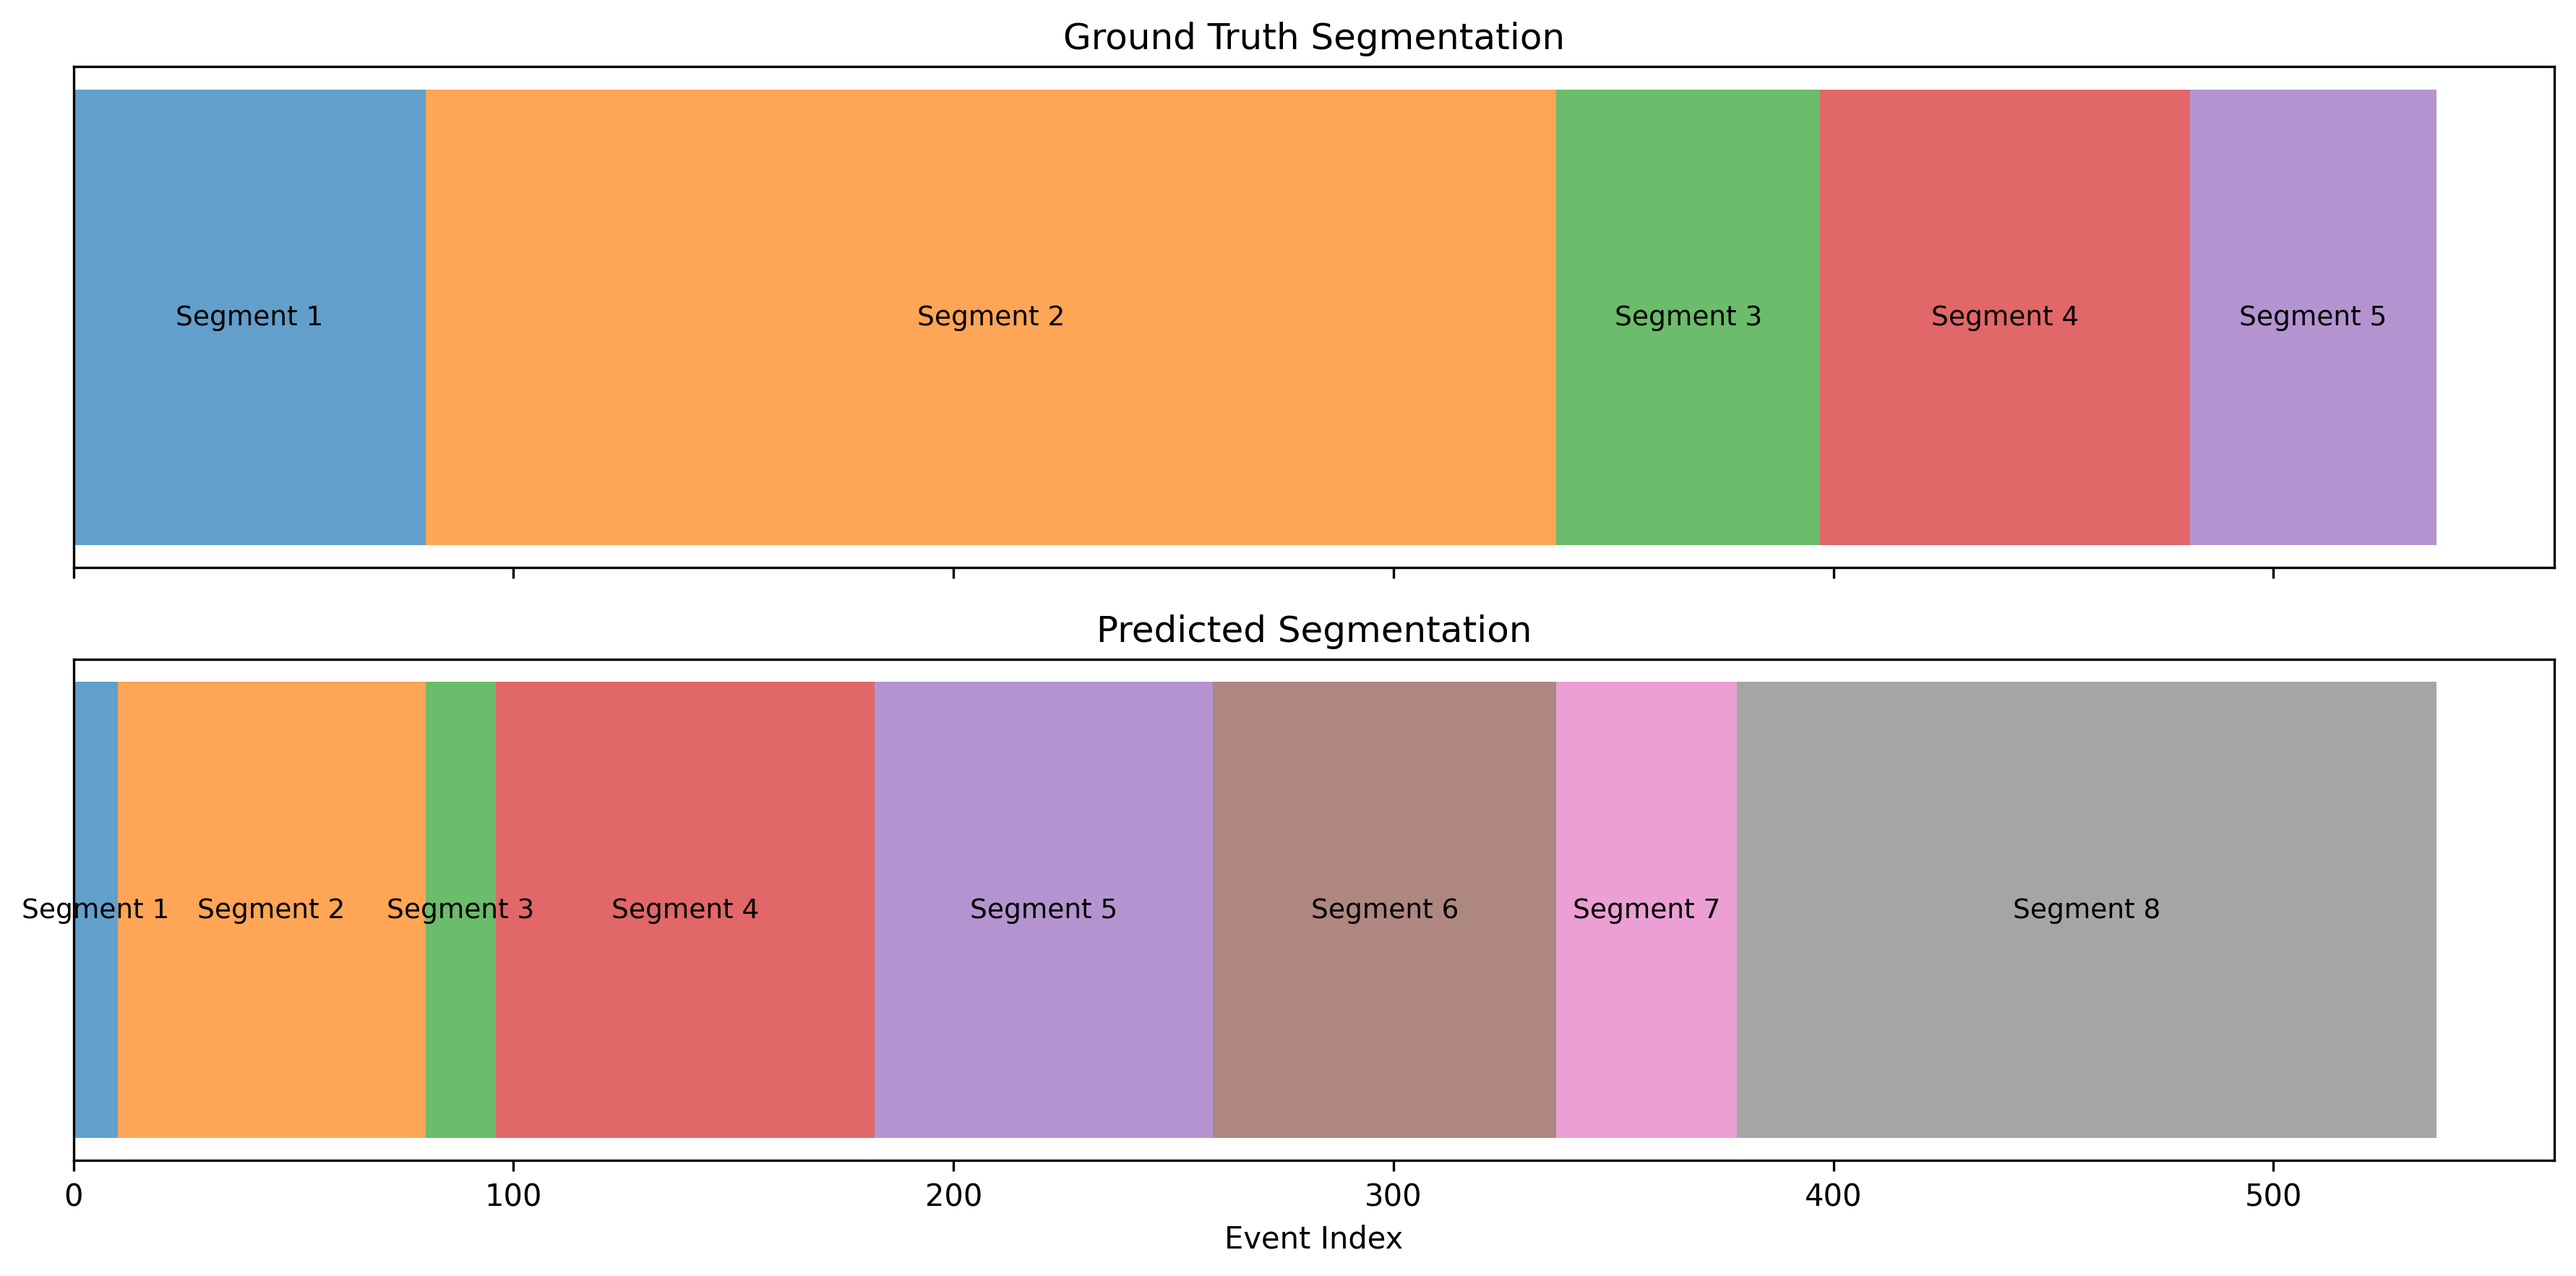 Ground Truth Segmentation
Segment 1 Segment 2 Segment 3 Segment 4 Segment 5
Predicted Segmentation
Segment 1 Segment 2 Segment 3 Segment 4 Segment 5 Segment 6 Segment 7 Segment 8
0 100 200 300 400 500
Event Index